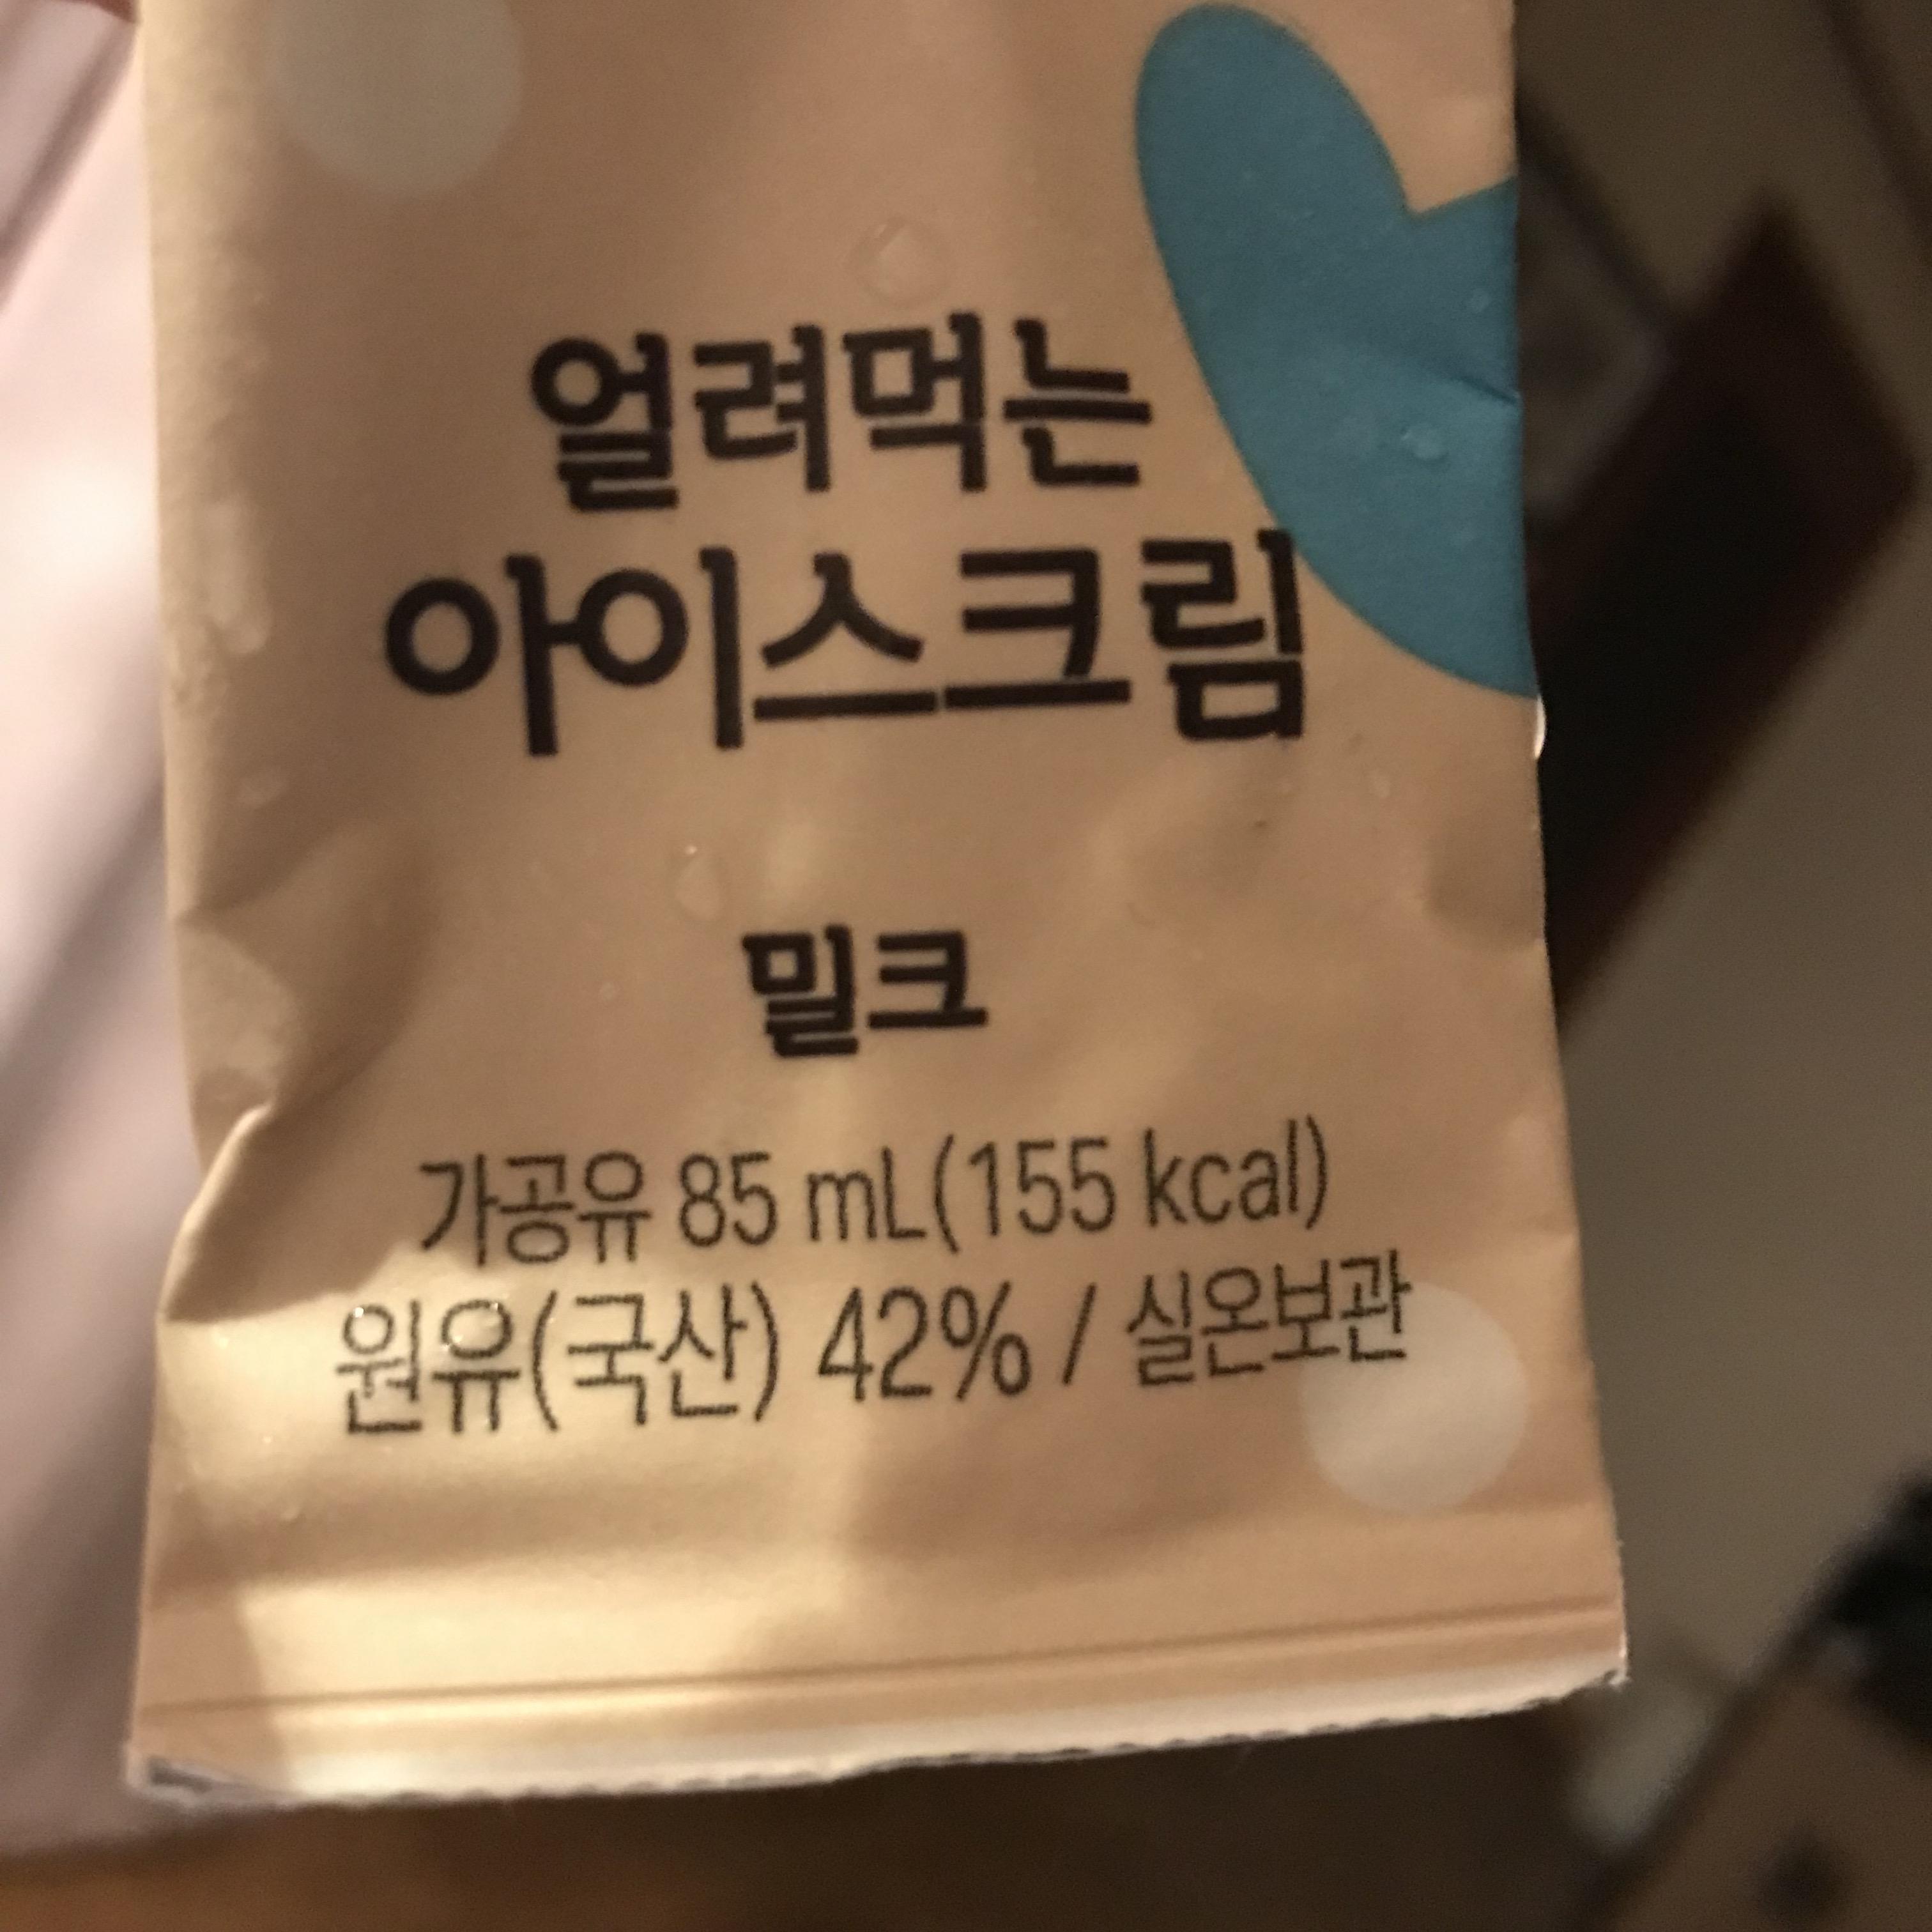 얼려먹는
아이스크림
밀크
가공유 85 mL(155 kcal)
원유(국산) 42% / 실온보관